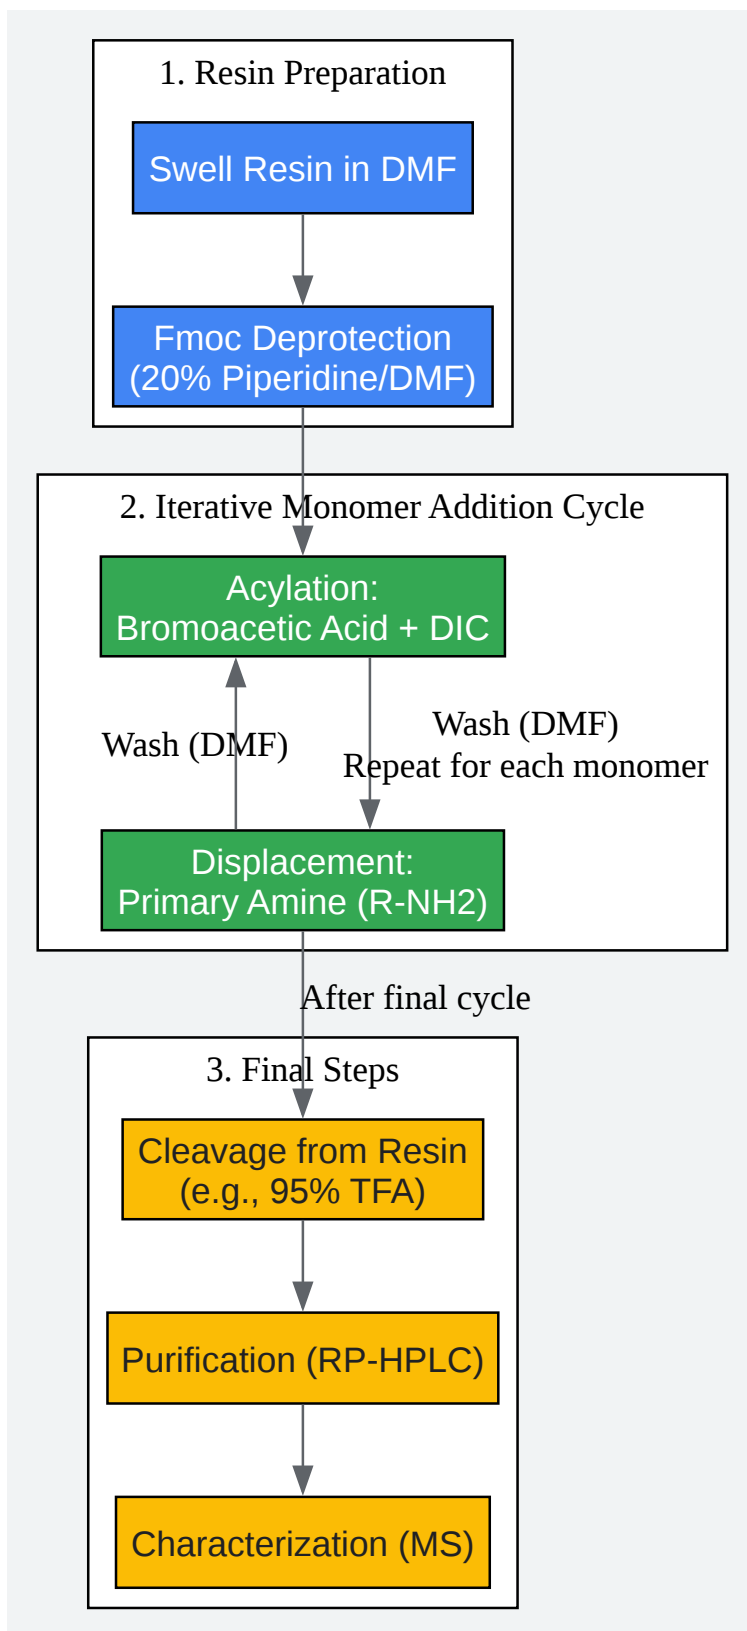 1. Resin Preparation
Swell Resin in DMF
Fmoc Deprotection
(20% Piperidine/DMF)
2. Iterative Monomer Addition Cycle
Acylation:
Bromoacetic Acid + DIC
Wash (DMF)
Wash (DMF)
Repeat for each monomer
Displacement:
Primary Amine (R-NH2)
After final cycle
3. Final Steps
Cleavage from Resin
(e.g., 95% TFA)
Purification (RP-HPLC)
Characterization (MS)